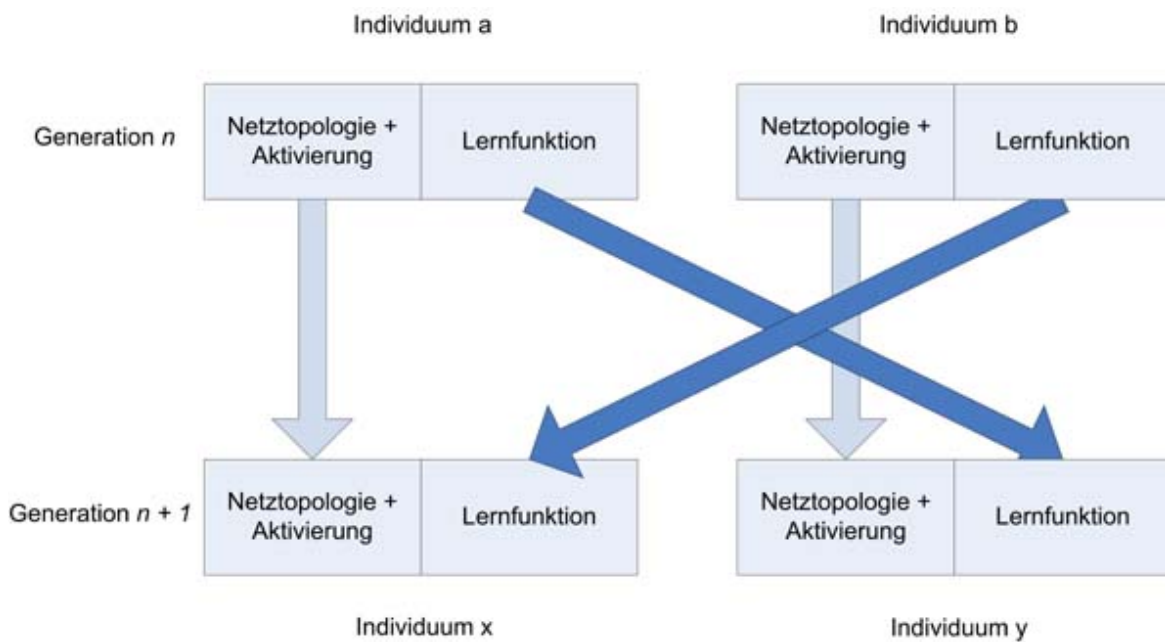 Individuum a
Individuum b
Generation n
Netztopologie +
Aktivierung
Lernfunktion
Netztopologie +
Aktivierung
Lernfunktion
Generation n + 1
Netztopologie +
Aktivierung
Lernfunktion
Netztopologie +
Aktivierung
Lernfunktion
Individuum x
Individuum y